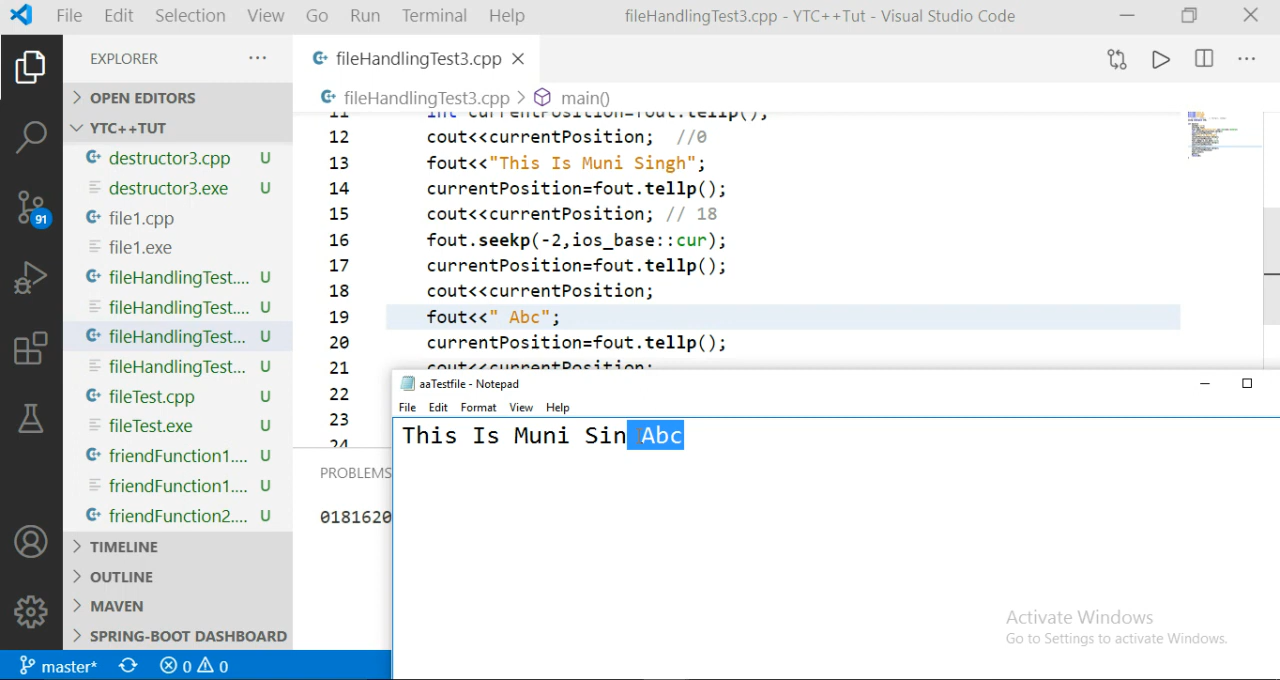 File Edit Selection View Go Run Terminal Help fileHandlingTest3.cpp - YTC++Tut - Visual Studio Code
EXPLORER ···
fileHandlingTest3.cpp
OPEN EDITORS
fileHandlingTest3.cpp > main()
YTC++TUT
destructor3.cpp U
destructor3.exe U
file1.cpp
file1.exe
fileHandlingTest.... U
fileHandlingTest.... U
fileHandlingTest... U
fileHandlingTest... U
fileTest.cpp U
fileTest.exe U
friendFunction1.... U
friendFunction1.... U
friendFunction2.... U
TIMELINE
OUTLINE
MAVEN
SPRING-BOOT DASHBOARD
91
11 int currentPosition=fout.tellp();
12 cout<<currentPosition; //0
13 fout<<"This Is Muni Singh";
14 currentPosition=fout.tellp();
15 cout<<currentPosition; // 18
16 fout.seekp(-2,ios_base::cur);
17 currentPosition=fout.tellp();
18 cout<<currentPosition;
19 fout<<" Abc";
20 currentPosition=fout.tellp();
21 cout<<currentPosition;
22
23
24
PROBLEMS
0181620
aaTestfile - Notepad
File Edit Format View Help
This Is Muni Sin Abc
Activate Windows
Go to Settings to activate Windows.
master* 0 0